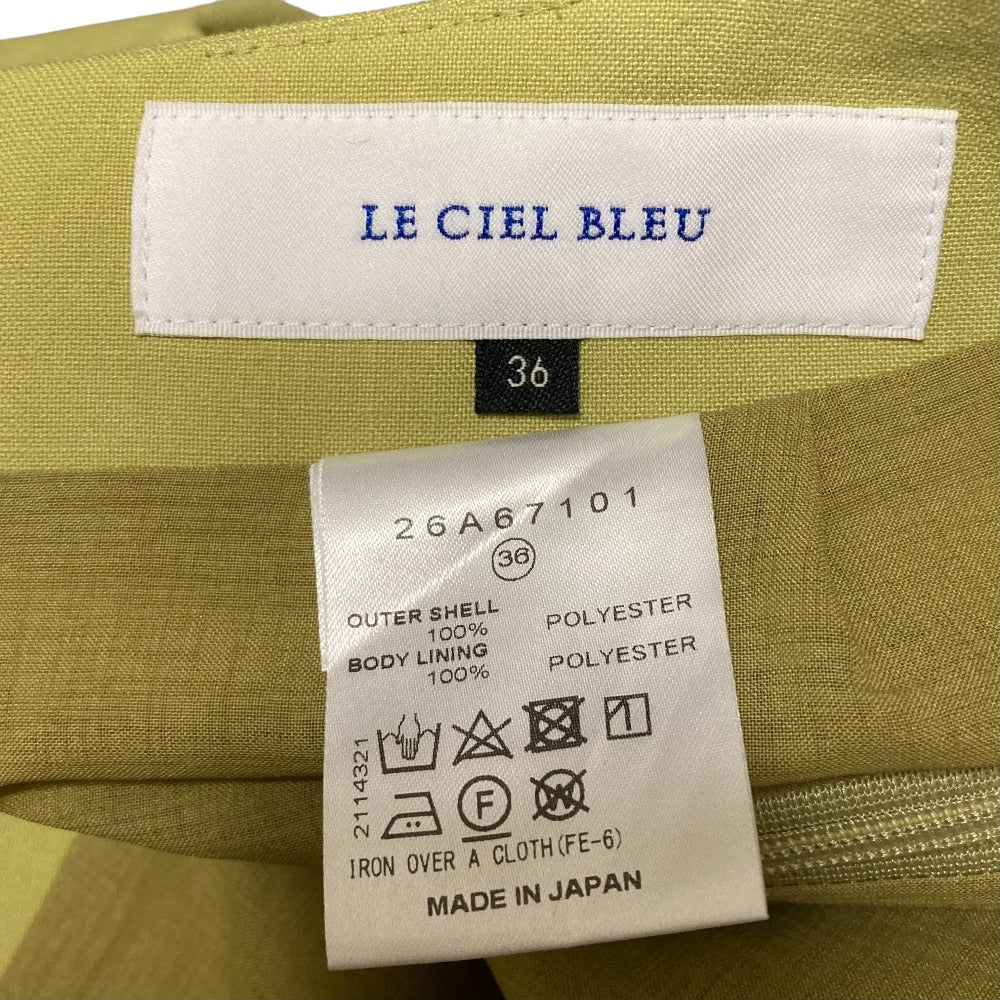 LE CIEL BLEU
36
26A67101
36
OUTER SHELL
100% POLYESTER
BODY LINING
100% POLYESTER
2114321
F
W
IRON OVER A CLOTH(FE-6)
MADE IN JAPAN